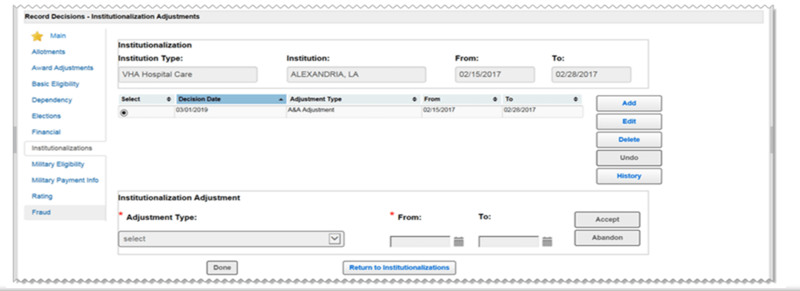 Record Decisions - Institutionalization Adjustments
Main
Allotments
Award Adjustments
Basic Eligibility
Dependency
Elections
Financial
Institutionalizations
Military Eligibility
Military Payment Info
Rating
Fraud
Institutionalization
Institution Type: Institution: From: To:
VHA Hospital Care ALEXANDRIA, LA 02/15/2017 02/28/2017
Select Decision Date Adjustment Type From To
03/01/2019 A&A Adjustment 02/15/2017 02/28/2017
Add
Edit
Delete
Undo
History
Institutionalization Adjustment
* Adjustment Type: * From: To:
select
Accept
Abandon
Done Return to Institutionalizations